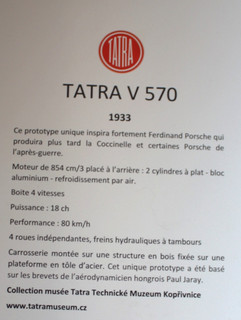 TATRA
TATRA V 570
1933
Ce prototype unique inspira fortement Ferdinand Porsche qui
produira plus tard la Coccinelle et certaines Porsche de
l'après-guerre.
Moteur de 854 cm/3 placé à l'arrière : 2 cylindres à plat - bloc
aluminium - refroidissement par air.
Boite 4 vitesses
Puissance : 18 ch
Performance : 80 km/h
4 roues indépendantes, freins hydrauliques à tambours
Carrosserie montée sur une structure en bois fixée sur une
plateforme en tôle d'acier. Cet unique prototype a été basé
sur les brevets de l'aérodynamicien hongrois Paul Jaray.
Collection musée Tatra Technické Muzeum Kopřivnice
www.tatramuseum.cz